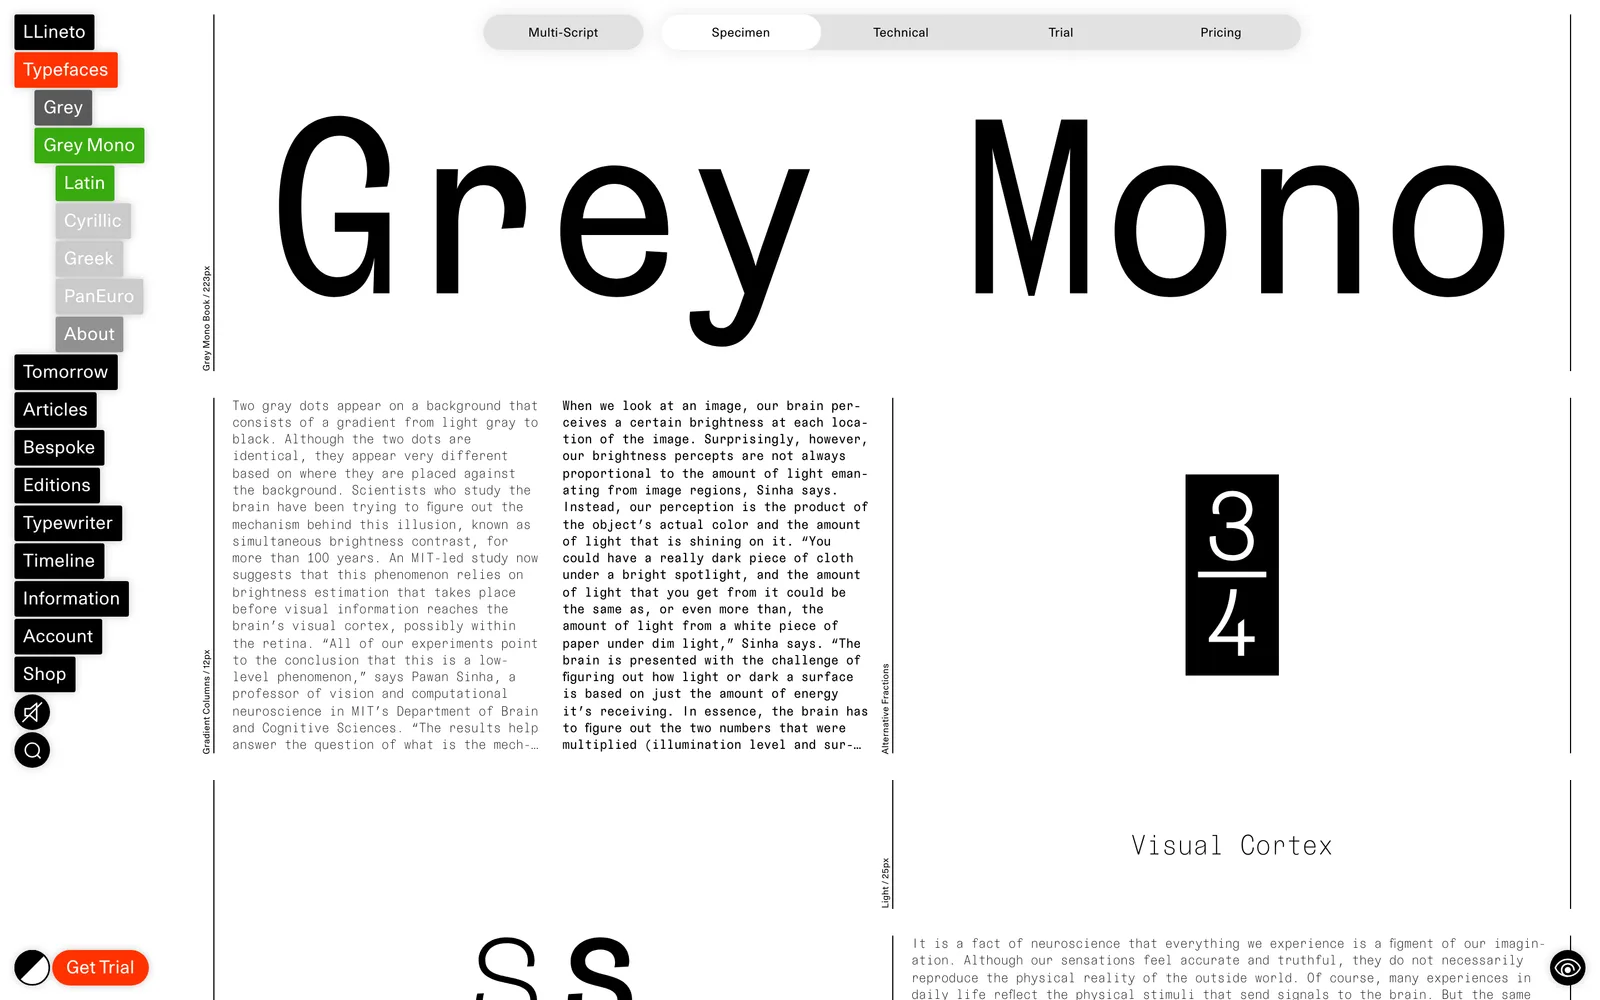 LLineto
Typefaces
Grey
Grey Mono
Latin
Cyrillic
Greek
PanEuro
About
Tomorrow
Articles
Bespoke
Editions
Typewriter
Timeline
Information
Account
Shop
Get Trial
Multi-Script
Specimen
Technical
Trial
Pricing
Grey Mono Book / 223px
Grey Mono
Gradient Columns / 12px
Two gray dots appear on a background that
consists of a gradient from light gray to
black. Although the two dots are
identical, they appear very different
based on where they are placed against
the background. Scientists who study the
brain have been trying to figure out the
mechanism behind this illusion, known as
simultaneous brightness contrast, for
more than 100 years. An MIT-led study now
suggests that this phenomenon relies on
brightness estimation that takes place
before visual information reaches the
brain’s visual cortex, possibly within
the retina. “All of our experiments point
to the conclusion that this is a low-
level phenomenon,” says Pawan Sinha, a
professor of vision and computational
neuroscience in MIT’s Department of Brain
and Cognitive Sciences. “The results help
answer the question of what is the mech-…
When we look at an image, our brain per-
ceives a certain brightness at each loca-
tion of the image. Surprisingly, however,
our brightness percepts are not always
proportional to the amount of light eman-
ating from image regions, Sinha says.
Instead, our perception is the product of
the object’s actual color and the amount
of light that is shining on it. “You
could have a really dark piece of cloth
under a bright spotlight, and the amount
of light that you get from it could be
the same as, or even more than, the
amount of light from a white piece of
paper under dim light,” Sinha says. “The
brain is presented with the challenge of
figuring out how light or dark a surface
is based on just the amount of energy
it’s receiving. In essence, the brain has
to figure out the two numbers that were
multiplied (illumination level and sur-…
Alternative Fractions
3
4
Light / 25px
Visual Cortex
Ss
It is a fact of neuroscience that everything we experience is a figment of our imagin-
ation. Although our sensations feel accurate and truthful, they do not necessarily
reproduce the physical reality of the outside world. Of course, many experiences in
daily life reflect the physical stimuli that send signals to the brain. But the same